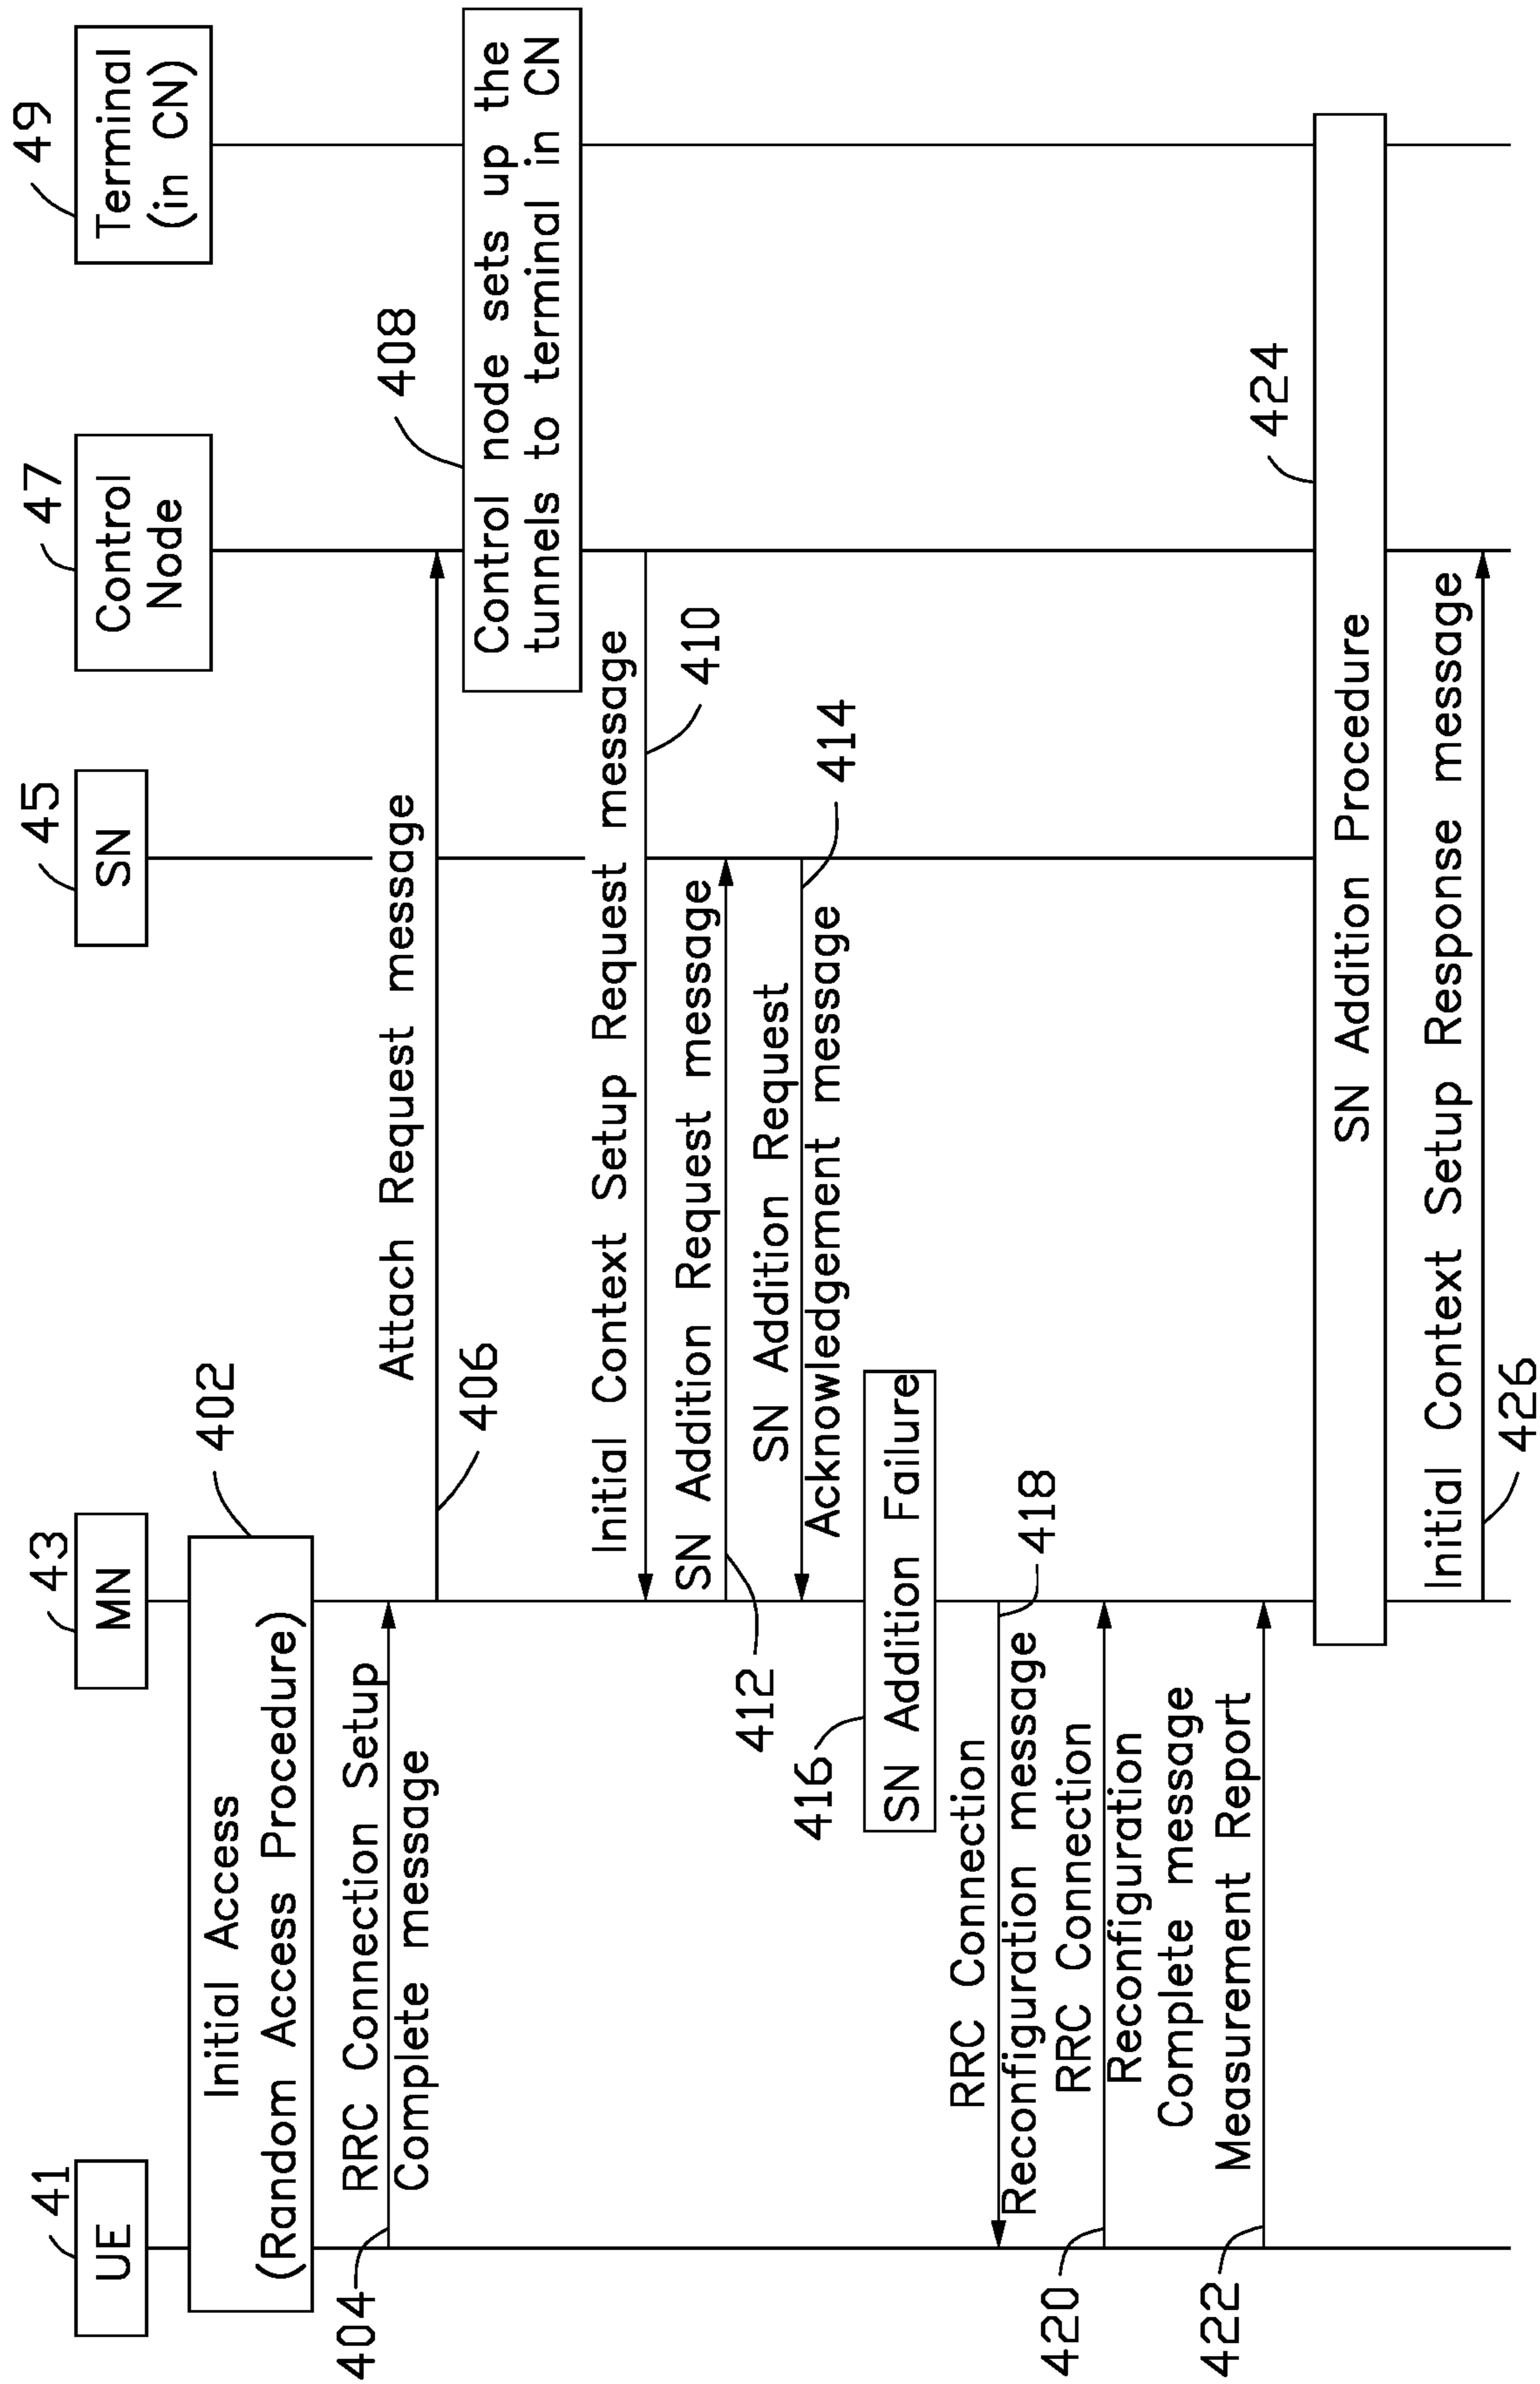 41
UE
43
MN
45
SN
47
Control
Node
49
Terminal
(in CN)
Initial Access
(Random Access Procedure)
402
RRC Connection Setup
Complete message
404
Attach Request message
406
408
Control node sets up the
tunnels to terminal in CN
Initial Context Setup Request message
410
SN Addition Request message
412
SN Addition Request
Acknowledgement message
414
416
SN Addition Failure
RRC Connection
Reconfiguration message
418
RRC Connection
Reconfiguration
Complete message
420
Measurement Report
422
424
SN Addition Procedure
Initial Context Setup Response message
426